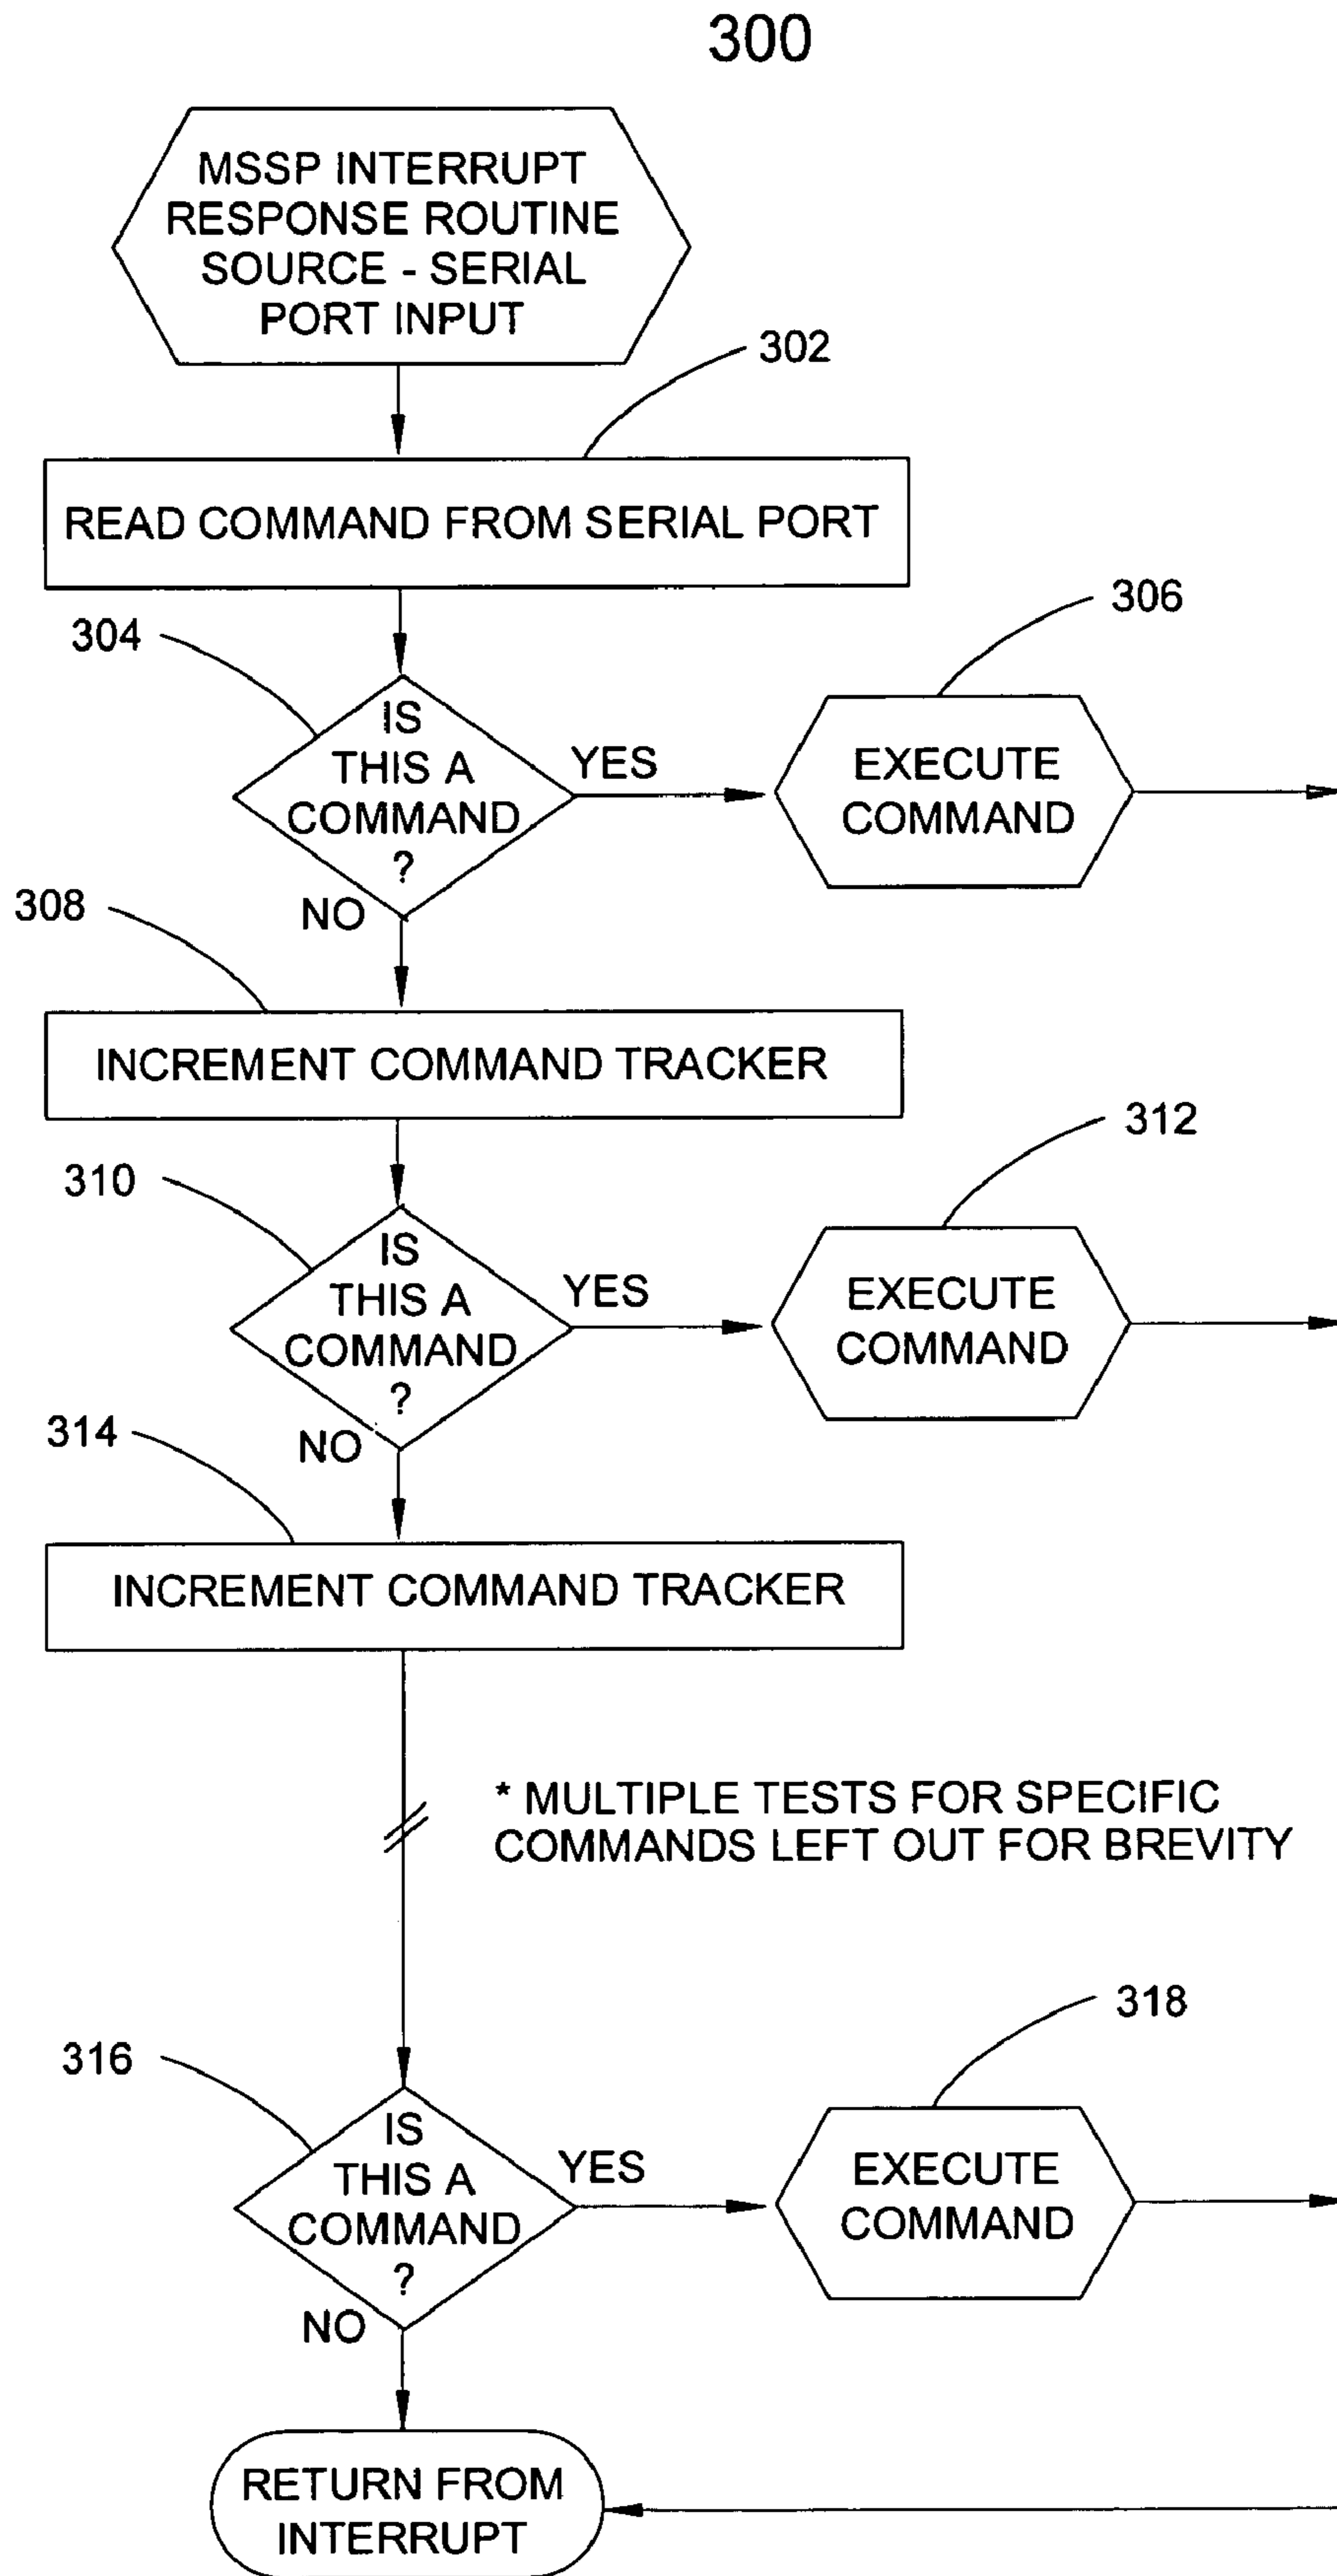 300
MSSP INTERRUPT
RESPONSE ROUTINE
SOURCE - SERIAL
PORT INPUT
302
READ COMMAND FROM SERIAL PORT
304
306
IS
THIS A
COMMAND
?
YES
EXECUTE
COMMAND
NO
308
INCREMENT COMMAND TRACKER
310
312
IS
THIS A
COMMAND
?
YES
EXECUTE
COMMAND
NO
314
INCREMENT COMMAND TRACKER
* MULTIPLE TESTS FOR SPECIFIC
COMMANDS LEFT OUT FOR BREVITY
316
318
IS
THIS A
COMMAND
?
YES
EXECUTE
COMMAND
NO
RETURN FROM
INTERRUPT